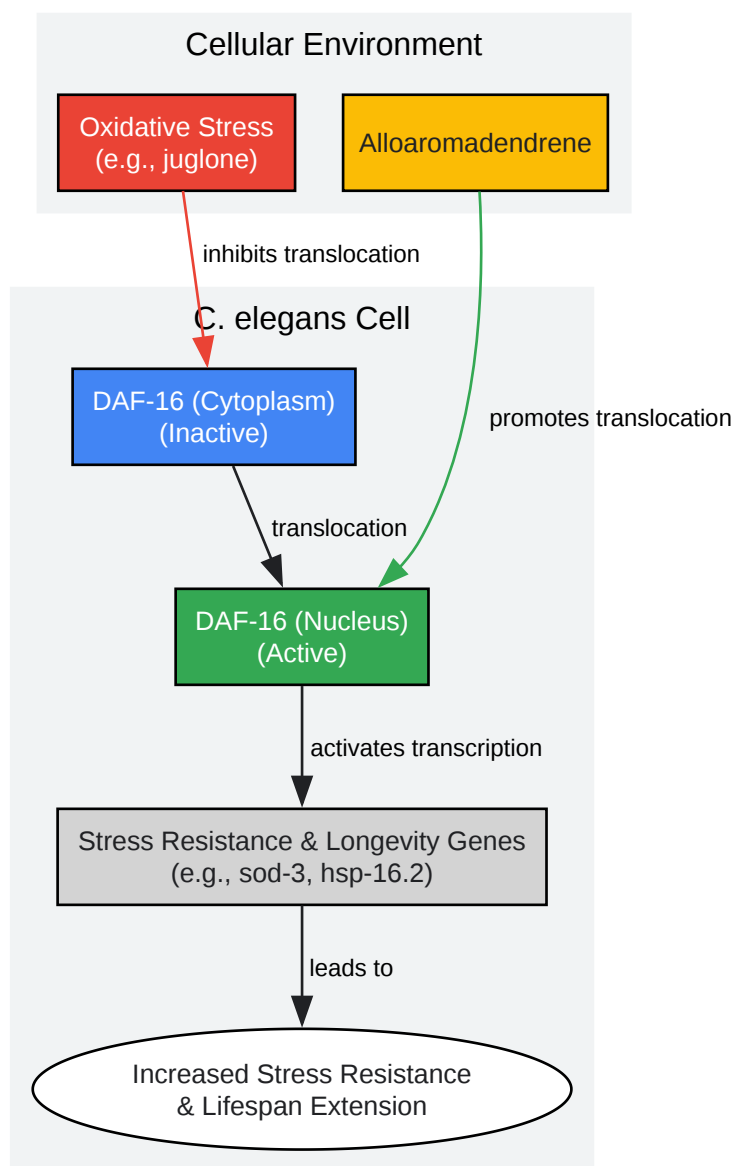 Cellular Environment
Oxidative Stress
(e.g., juglone)
Alloaromadendrene
inhibits translocation
C. elegans Cell
DAF-16 (Cytoplasm)
(Inactive)
promotes translocation
translocation
DAF-16 (Nucleus)
(Active)
activates transcription
Stress Resistance & Longevity Genes
(e.g., sod-3, hsp-16.2)
leads to
Increased Stress Resistance
& Lifespan Extension